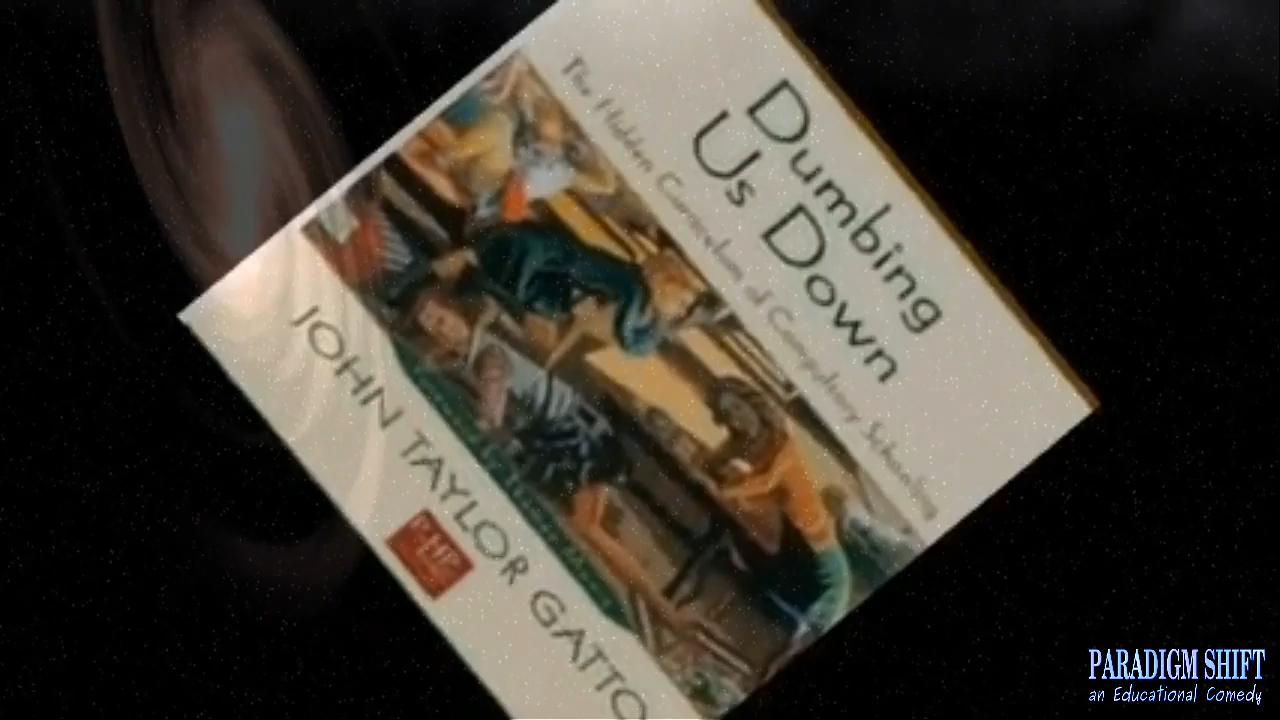 Dumbing
Us Down
The Hidden Curriculum of Compulsory Schooling
JOHN TAYLOR GATTO
PARADIGM SHIFT
an Educational Comedy